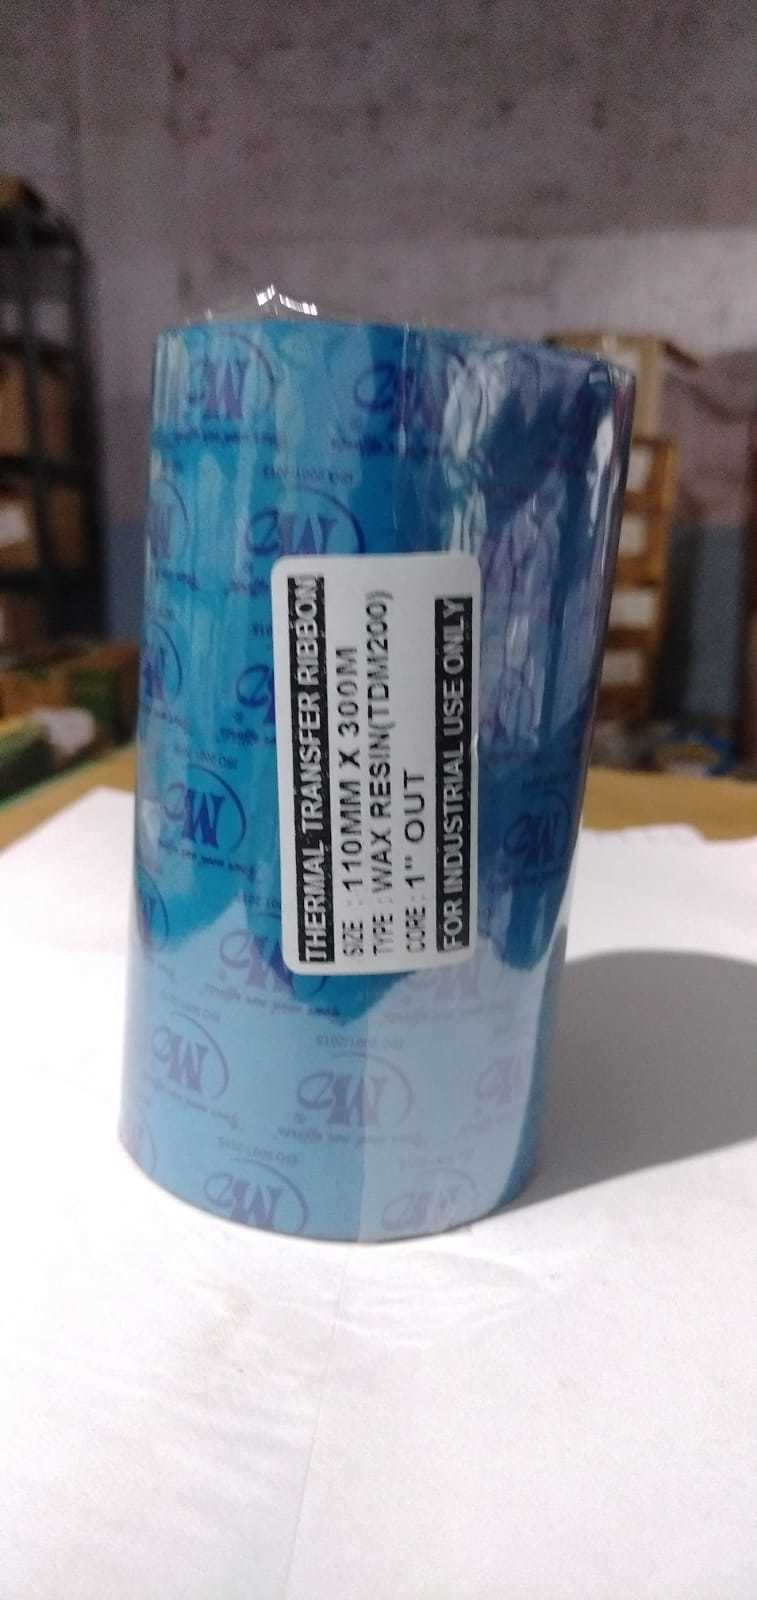 THERMAL TRANSFER RIBBON
SIZE : 110MM X 300M
TYPE : WAX RESIN(TDM200)
CORE : 1" OUT
FOR INDUSTRIAL USE ONLY